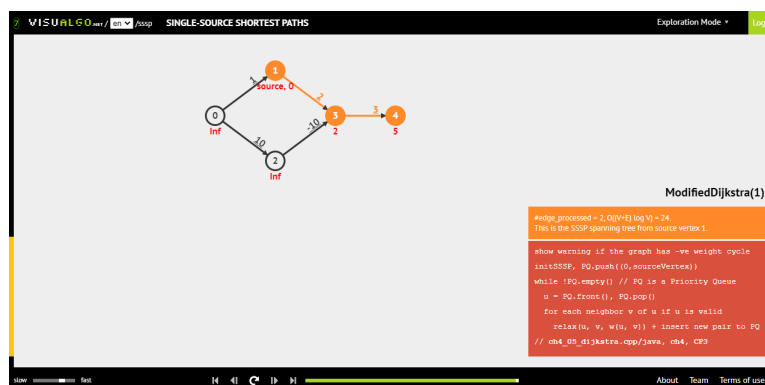 7 VISUALGO.NET / en /sssp SINGLE-SOURCE SHORTEST PATHS Exploration Mode Log
1
source, 0
1
2
0
Inf
3
2
3
4
5
10
-10
2
Inf
ModifiedDijkstra(1)
#edge_processed = 2, O((V+E) log V) = 24.
This is the SSSP spanning tree from source vertex 1.
show warning if the graph has -ve weight cycle
initSSSP, PQ.push((0,sourceVertex))
while !PQ.empty() // PQ is a Priority Queue
u = PQ.front(), PQ.pop()
for each neighbor v of u if u is valid
relax(u, v, w(u, v)) + insert new pair to PQ
// ch4_05_dijkstra.cpp/java, ch4, CP3
slow fast About Team Terms of use